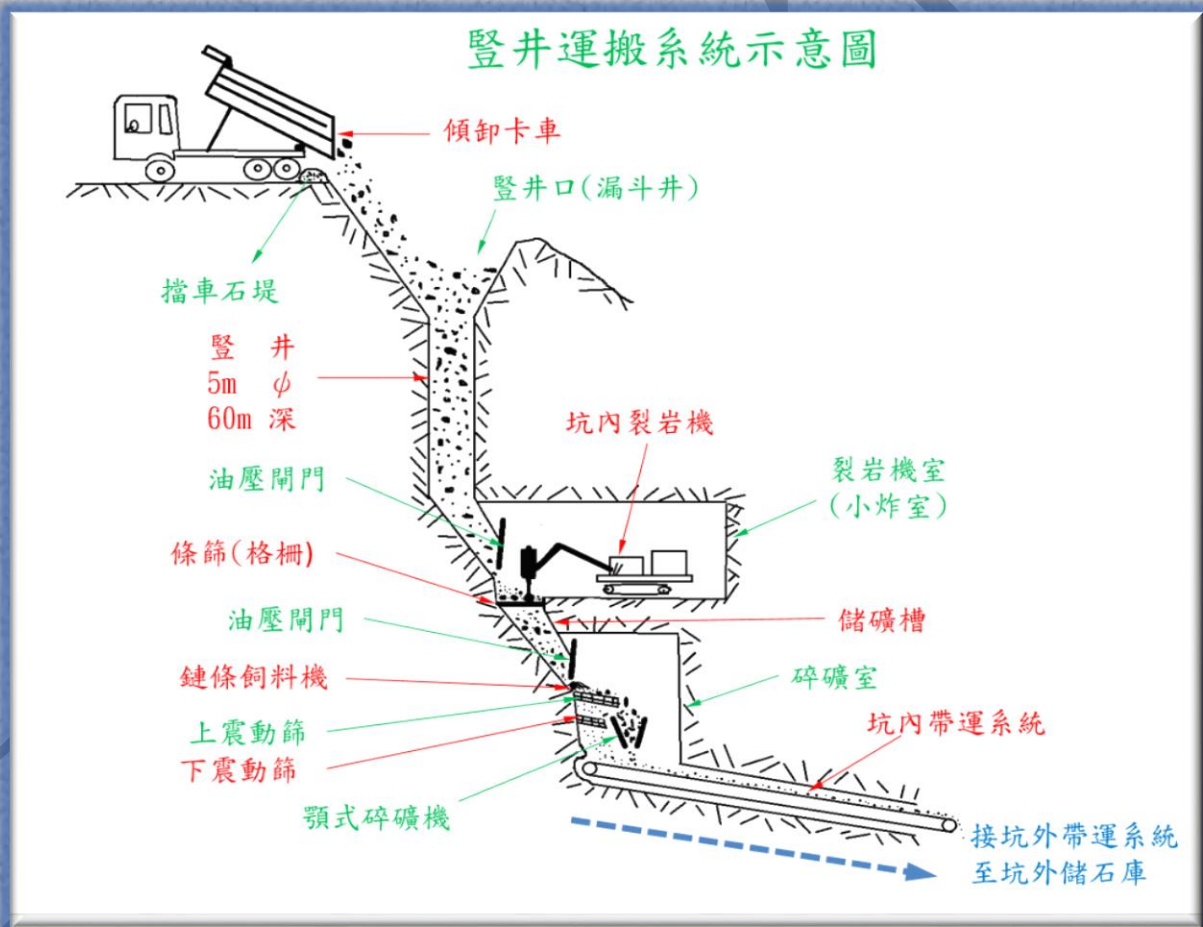 豎井運搬系統示意圖
傾卸卡車
豎井口(漏斗井)
擋車石堤
豎 井
5m ϕ
60m 深
坑內裂岩機
油壓閘門
裂岩機室
(小炸室)
條篩(格柵)
油壓閘門
儲礦槽
鏈條飼料機
碎礦室
上震動篩
坑內帶運系統
下震動篩
顎式碎礦機
接坑外帶運系統
至坑外儲石庫